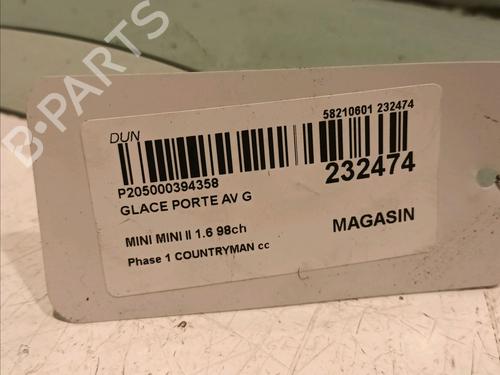 B-PARTS
DUN
58210601 232474
P205000394358
232474
GLACE PORTE AV G
MINI MINI II 1.6 98ch
MAGASIN
Phase 1 COUNTRYMAN cc